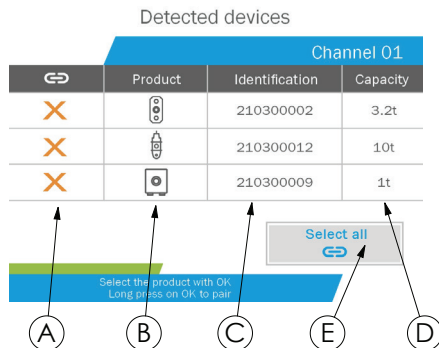 Detected devices
Channel 01
Product Identification Capacity
210300002 3.2t
210300012 10t
210300009 1t
Select all
Select the product with OK
Long press on OK to pair
A B C E D